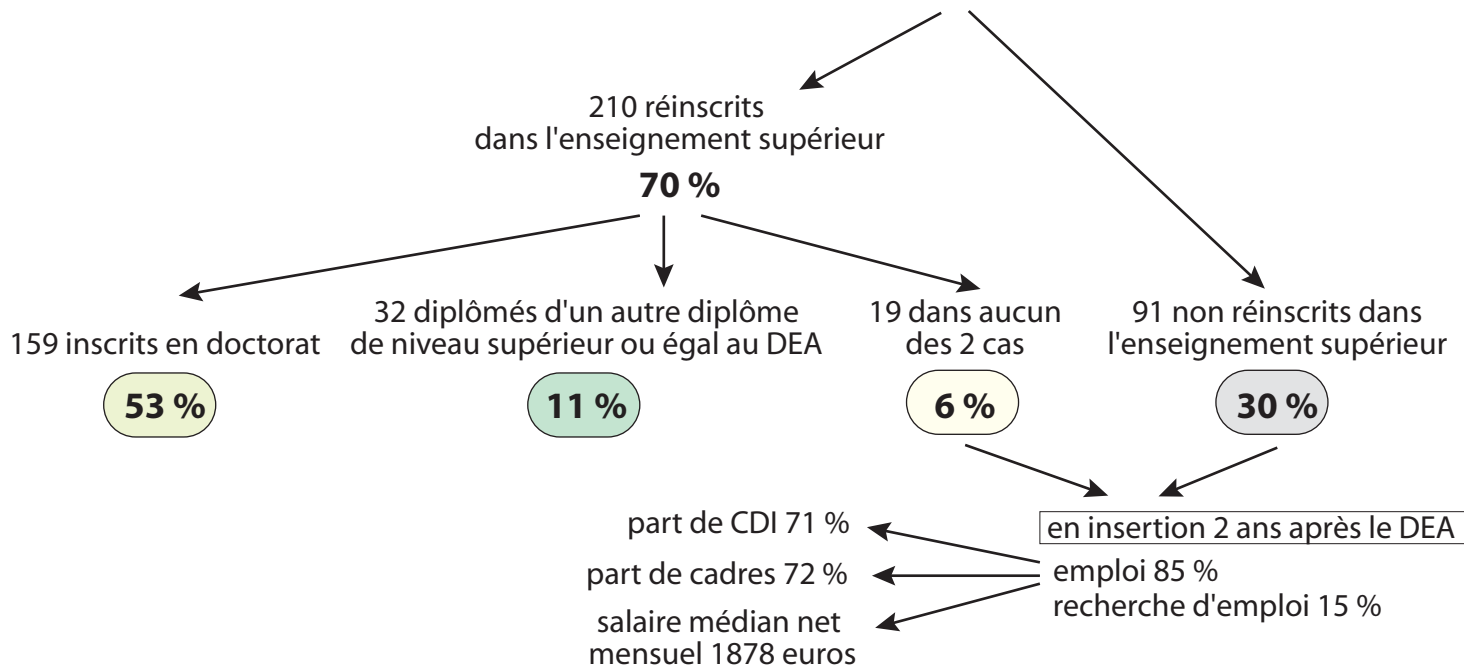 210 réinscrits
dans l'enseignement supérieur
70 %
159 inscrits en doctorat
53 %
32 diplômés d'un autre diplôme
de niveau supérieur ou égal au DEA
11 %
19 dans aucun
des 2 cas
6 %
91 non réinscrits dans
l'enseignement supérieur
30 %
en insertion 2 ans après le DEA
emploi 85 %
recherche d'emploi 15 %
part de CDI 71 %
part de cadres 72 %
salaire médian net
mensuel 1878 euros